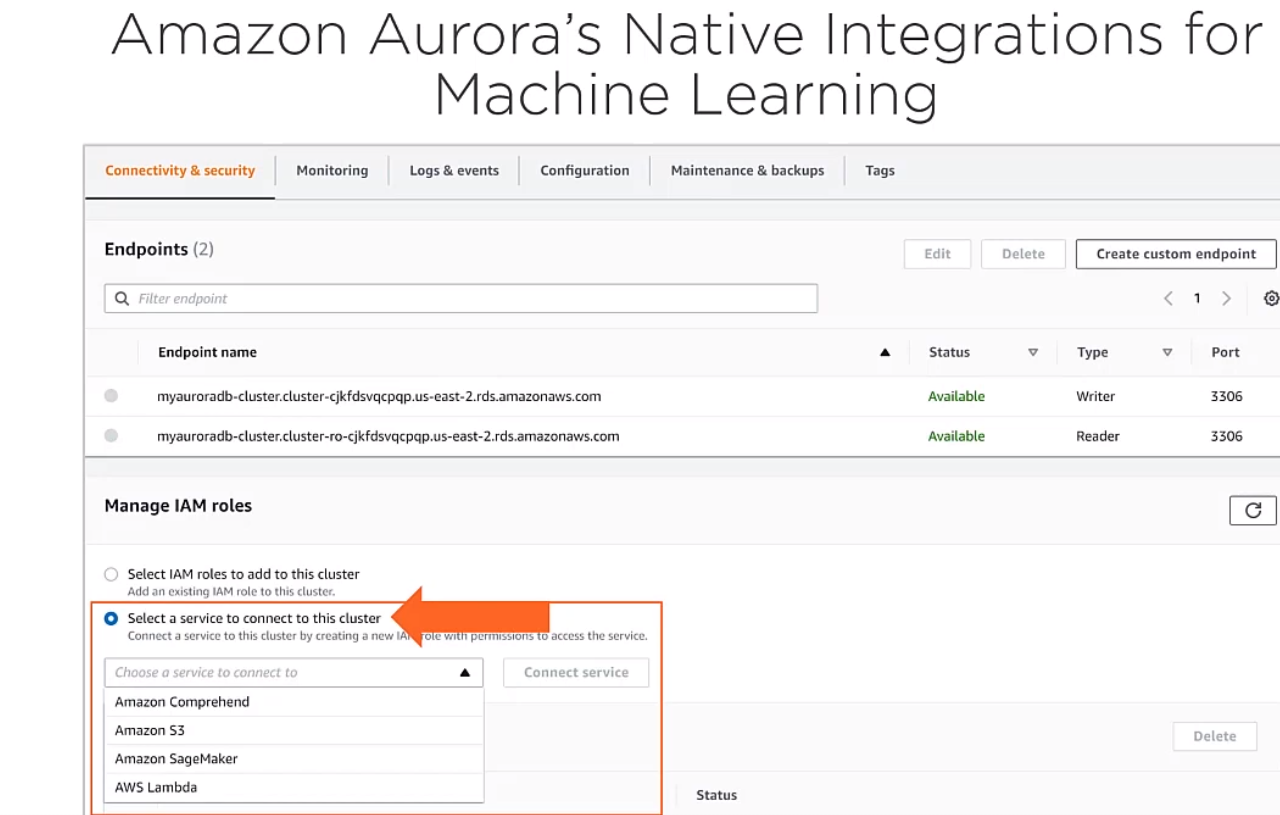 Amazon Aurora’s Native Integrations for
Machine Learning
Connectivity & security
Monitoring
Logs & events
Configuration
Maintenance & backups
Tags
Endpoints (2)
Edit
Delete
Create custom endpoint
Filter endpoint
1
Endpoint name
Status
Type
Port
myauroradb-cluster.cluster-cjkfdsvqcpqp.us-east-2.rds.amazonaws.com
Available
Writer
3306
myauroradb-cluster.cluster-ro-cjkfdsvqcpqp.us-east-2.rds.amazonaws.com
Available
Reader
3306
Manage IAM roles
Select IAM roles to add to this cluster
Add an existing IAM role to this cluster.
Select a service to connect to this cluster
Connect a service to this cluster by creating a new IAM role with permissions to access the service.
Choose a service to connect to
Connect service
Amazon Comprehend
Amazon S3
Amazon SageMaker
AWS Lambda
Delete
Status